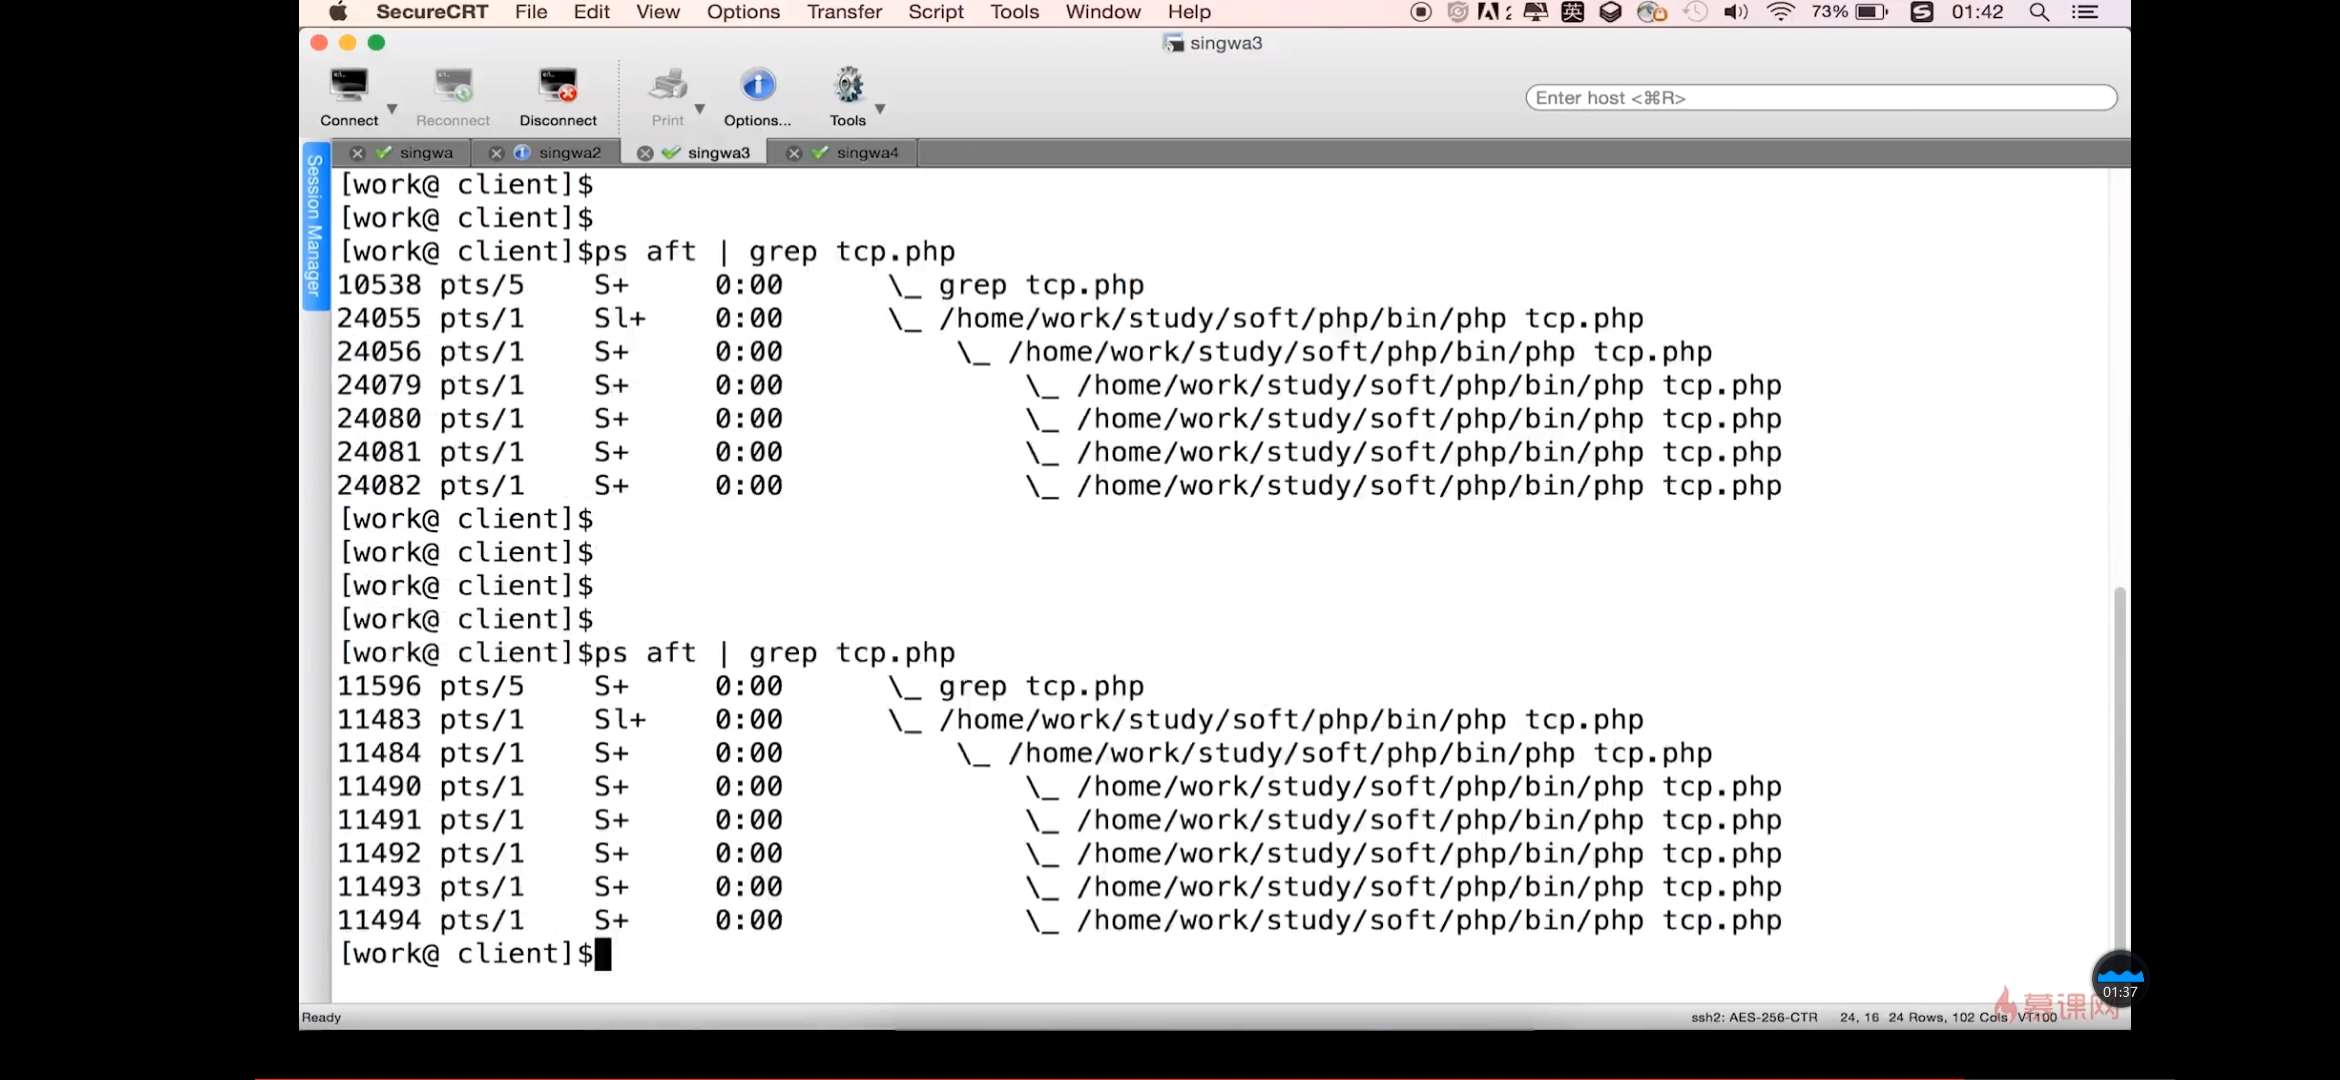 SecureCRT File Edit View Options Transfer Script Tools Window Help 2 英 73% S 01:42
singwa3
Connect Reconnect Disconnect Print Options... Tools
Enter host <⌘R>
singwa singwa2 singwa3 singwa4
Session Manager
[work@ client]$
[work@ client]$
[work@ client]$ps aft | grep tcp.php
10538 pts/5    S+     0:00      \_ grep tcp.php
24055 pts/1    Sl+    0:00      \_ /home/work/study/soft/php/bin/php tcp.php
24056 pts/1    S+     0:00          \_ /home/work/study/soft/php/bin/php tcp.php
24079 pts/1    S+     0:00              \_ /home/work/study/soft/php/bin/php tcp.php
24080 pts/1    S+     0:00              \_ /home/work/study/soft/php/bin/php tcp.php
24081 pts/1    S+     0:00              \_ /home/work/study/soft/php/bin/php tcp.php
24082 pts/1    S+     0:00              \_ /home/work/study/soft/php/bin/php tcp.php
[work@ client]$
[work@ client]$
[work@ client]$
[work@ client]$
[work@ client]$ps aft | grep tcp.php
11596 pts/5    S+     0:00      \_ grep tcp.php
11483 pts/1    Sl+    0:00      \_ /home/work/study/soft/php/bin/php tcp.php
11484 pts/1    S+     0:00          \_ /home/work/study/soft/php/bin/php tcp.php
11490 pts/1    S+     0:00              \_ /home/work/study/soft/php/bin/php tcp.php
11491 pts/1    S+     0:00              \_ /home/work/study/soft/php/bin/php tcp.php
11492 pts/1    S+     0:00              \_ /home/work/study/soft/php/bin/php tcp.php
11493 pts/1    S+     0:00              \_ /home/work/study/soft/php/bin/php tcp.php
11494 pts/1    S+     0:00              \_ /home/work/study/soft/php/bin/php tcp.php
[work@ client]$
01:37
慕课网
Ready ssh2: AES-256-CTR 24, 16 24 Rows, 102 Cols VT100